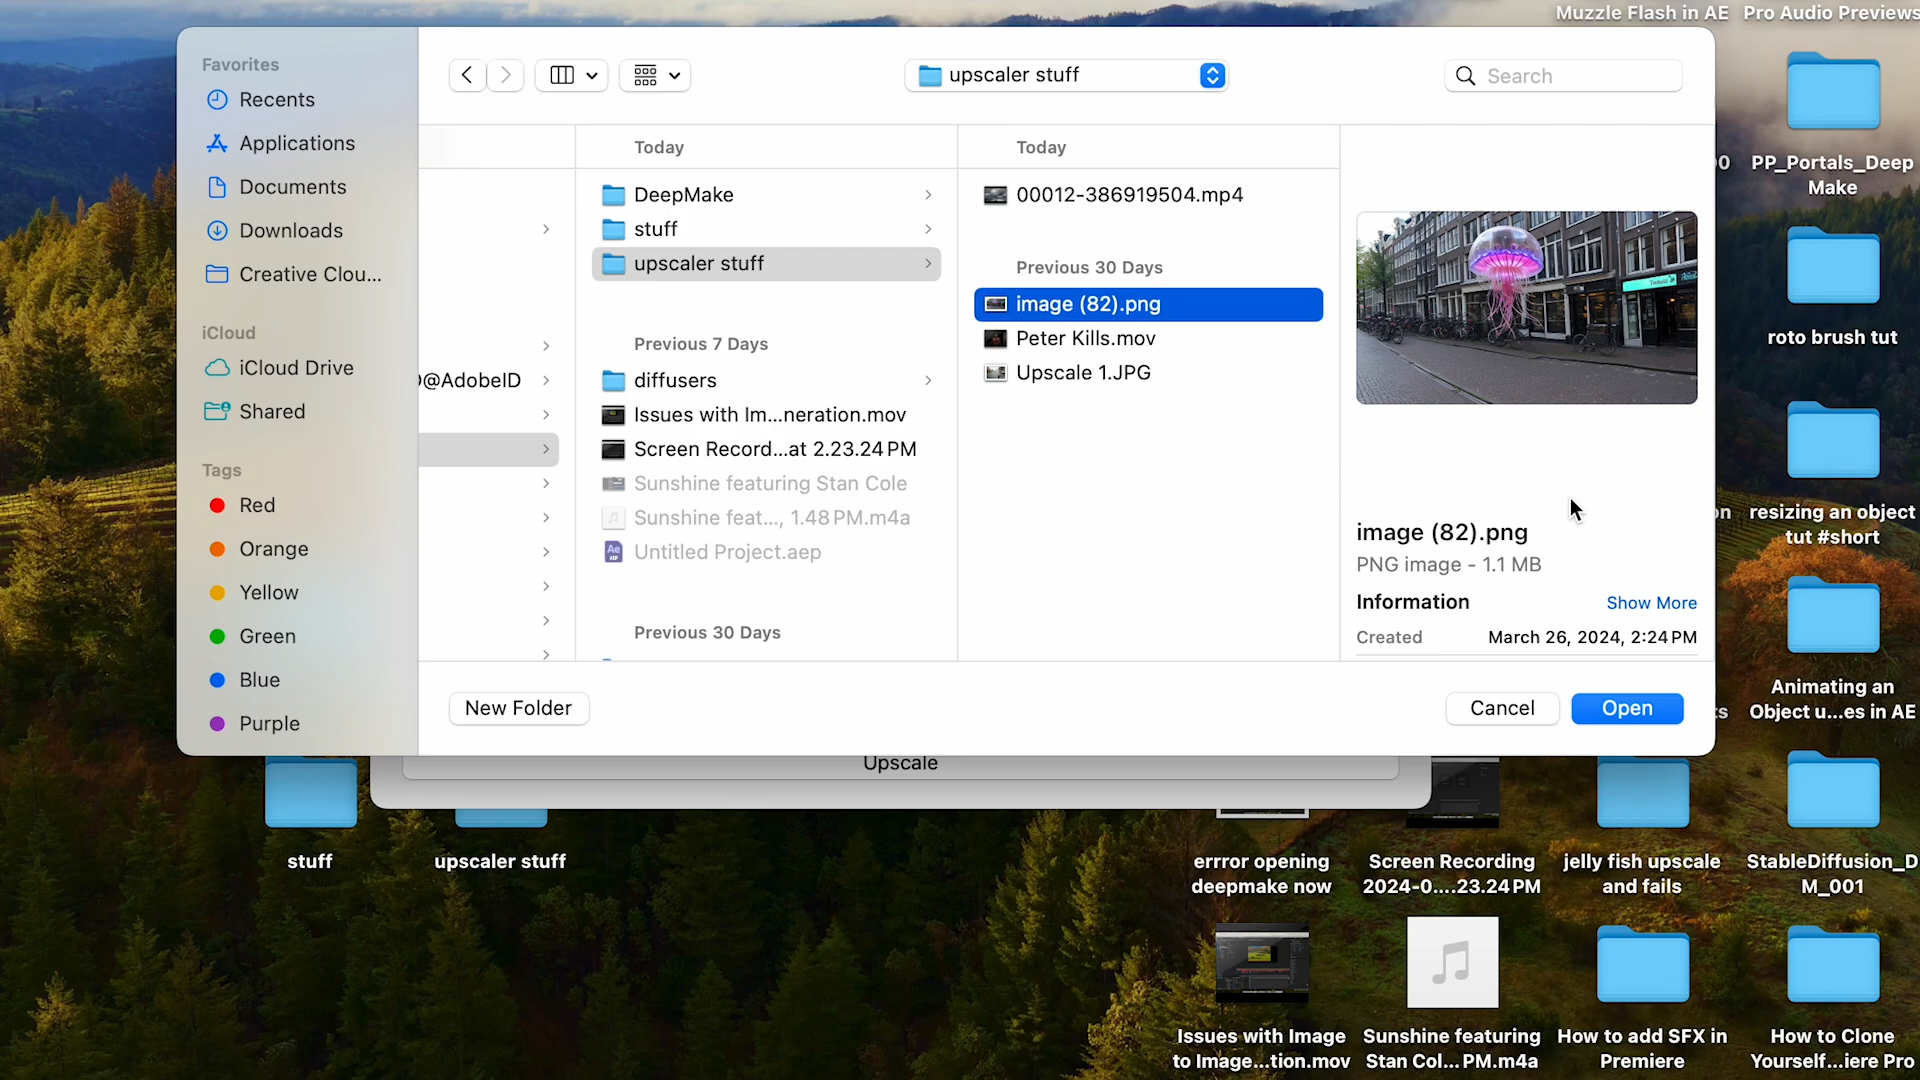 Muzzle Flash in AE
Pro Audio Previews
Favorites
Recents
Applications
Documents
Downloads
Creative Clou...
iCloud
iCloud Drive
Shared
Tags
Red
Orange
Yellow
Green
Blue
Purple
upscaler stuff
Search
@AdobeID
Today
DeepMake
stuff
upscaler stuff
Previous 7 Days
diffusers
Issues with Im...neration.mov
Screen Record...at 2.23.24 PM
Sunshine featuring Stan Cole
Sunshine feat..., 1.48 PM.m4a
Untitled Project.aep
Previous 30 Days
Today
00012-386919504.mp4
Previous 30 Days
image (82).png
Peter Kills.mov
Upscale 1.JPG
image (82).png
PNG image - 1.1 MB
Information
Show More
Created
March 26, 2024, 2:24 PM
New Folder
Cancel
Open
Upscale
PP_Portals_Deep
Make
roto brush tut
resizing an object
tut #short
Animating an
Object u...es in AE
stuff
upscaler stuff
errror opening
deepmake now
Screen Recording
2024-0....23.24 PM
jelly fish upscale
and fails
StableDiffusion_D
M_001
Issues with Image
to Image...tion.mov
Sunshine featuring
Stan Col... PM.m4a
How to add SFX in
Premiere
How to Clone
Yourself...iere Pro